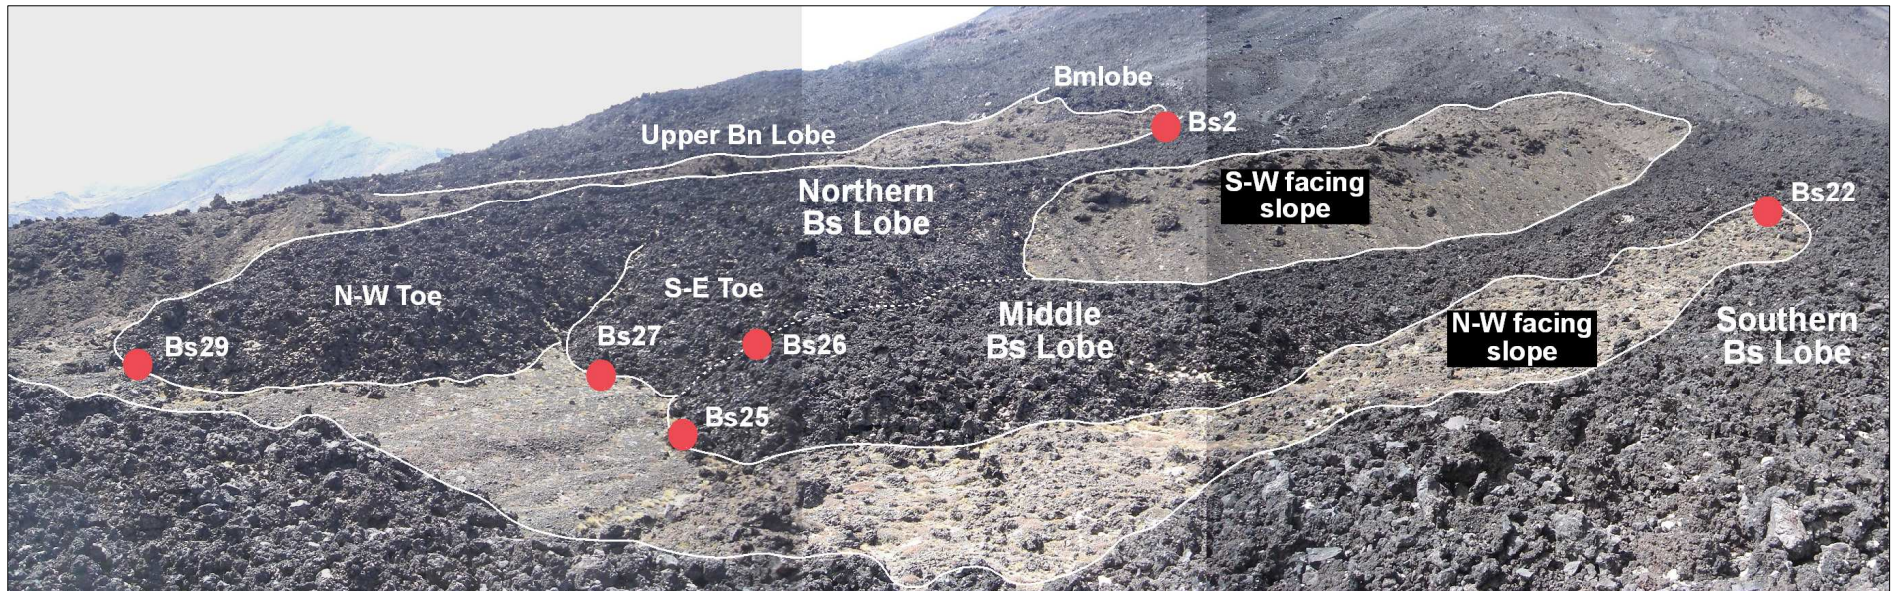 Bmlobe
Bs2
Upper Bn Lobe
Northern
Bs Lobe
S-W facing
slope
Bs22
N-W Toe
S-E Toe
Middle
Bs Lobe
N-W facing
slope
Southern
Bs Lobe
Bs29
Bs27
Bs26
Bs25